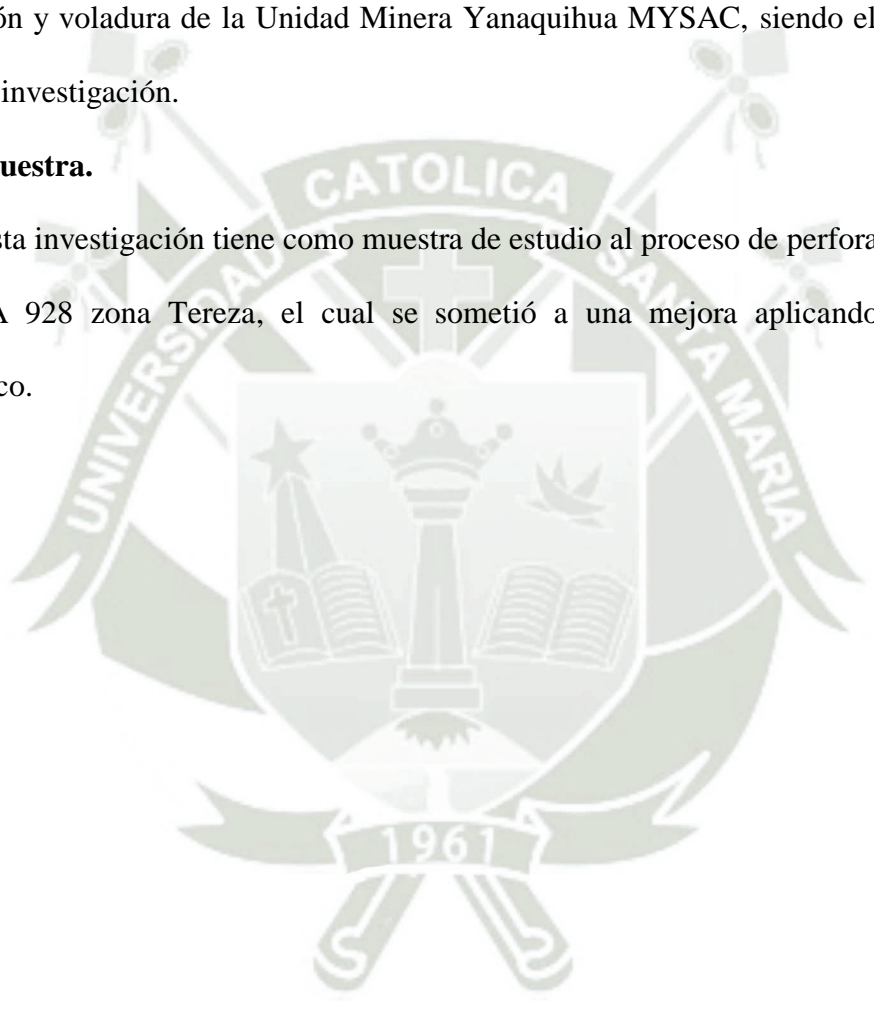 ón y voladura de la Unidad Minera Yanaquihua MYSAC, siendo el
investigación.
uestra.
sta investigación tiene como muestra de estudio al proceso de perfora
A 928 zona Tereza, el cual se sometió a una mejora aplicando
co.
UNIVERSIDAD CATOLICA SANTA MARIA
1961